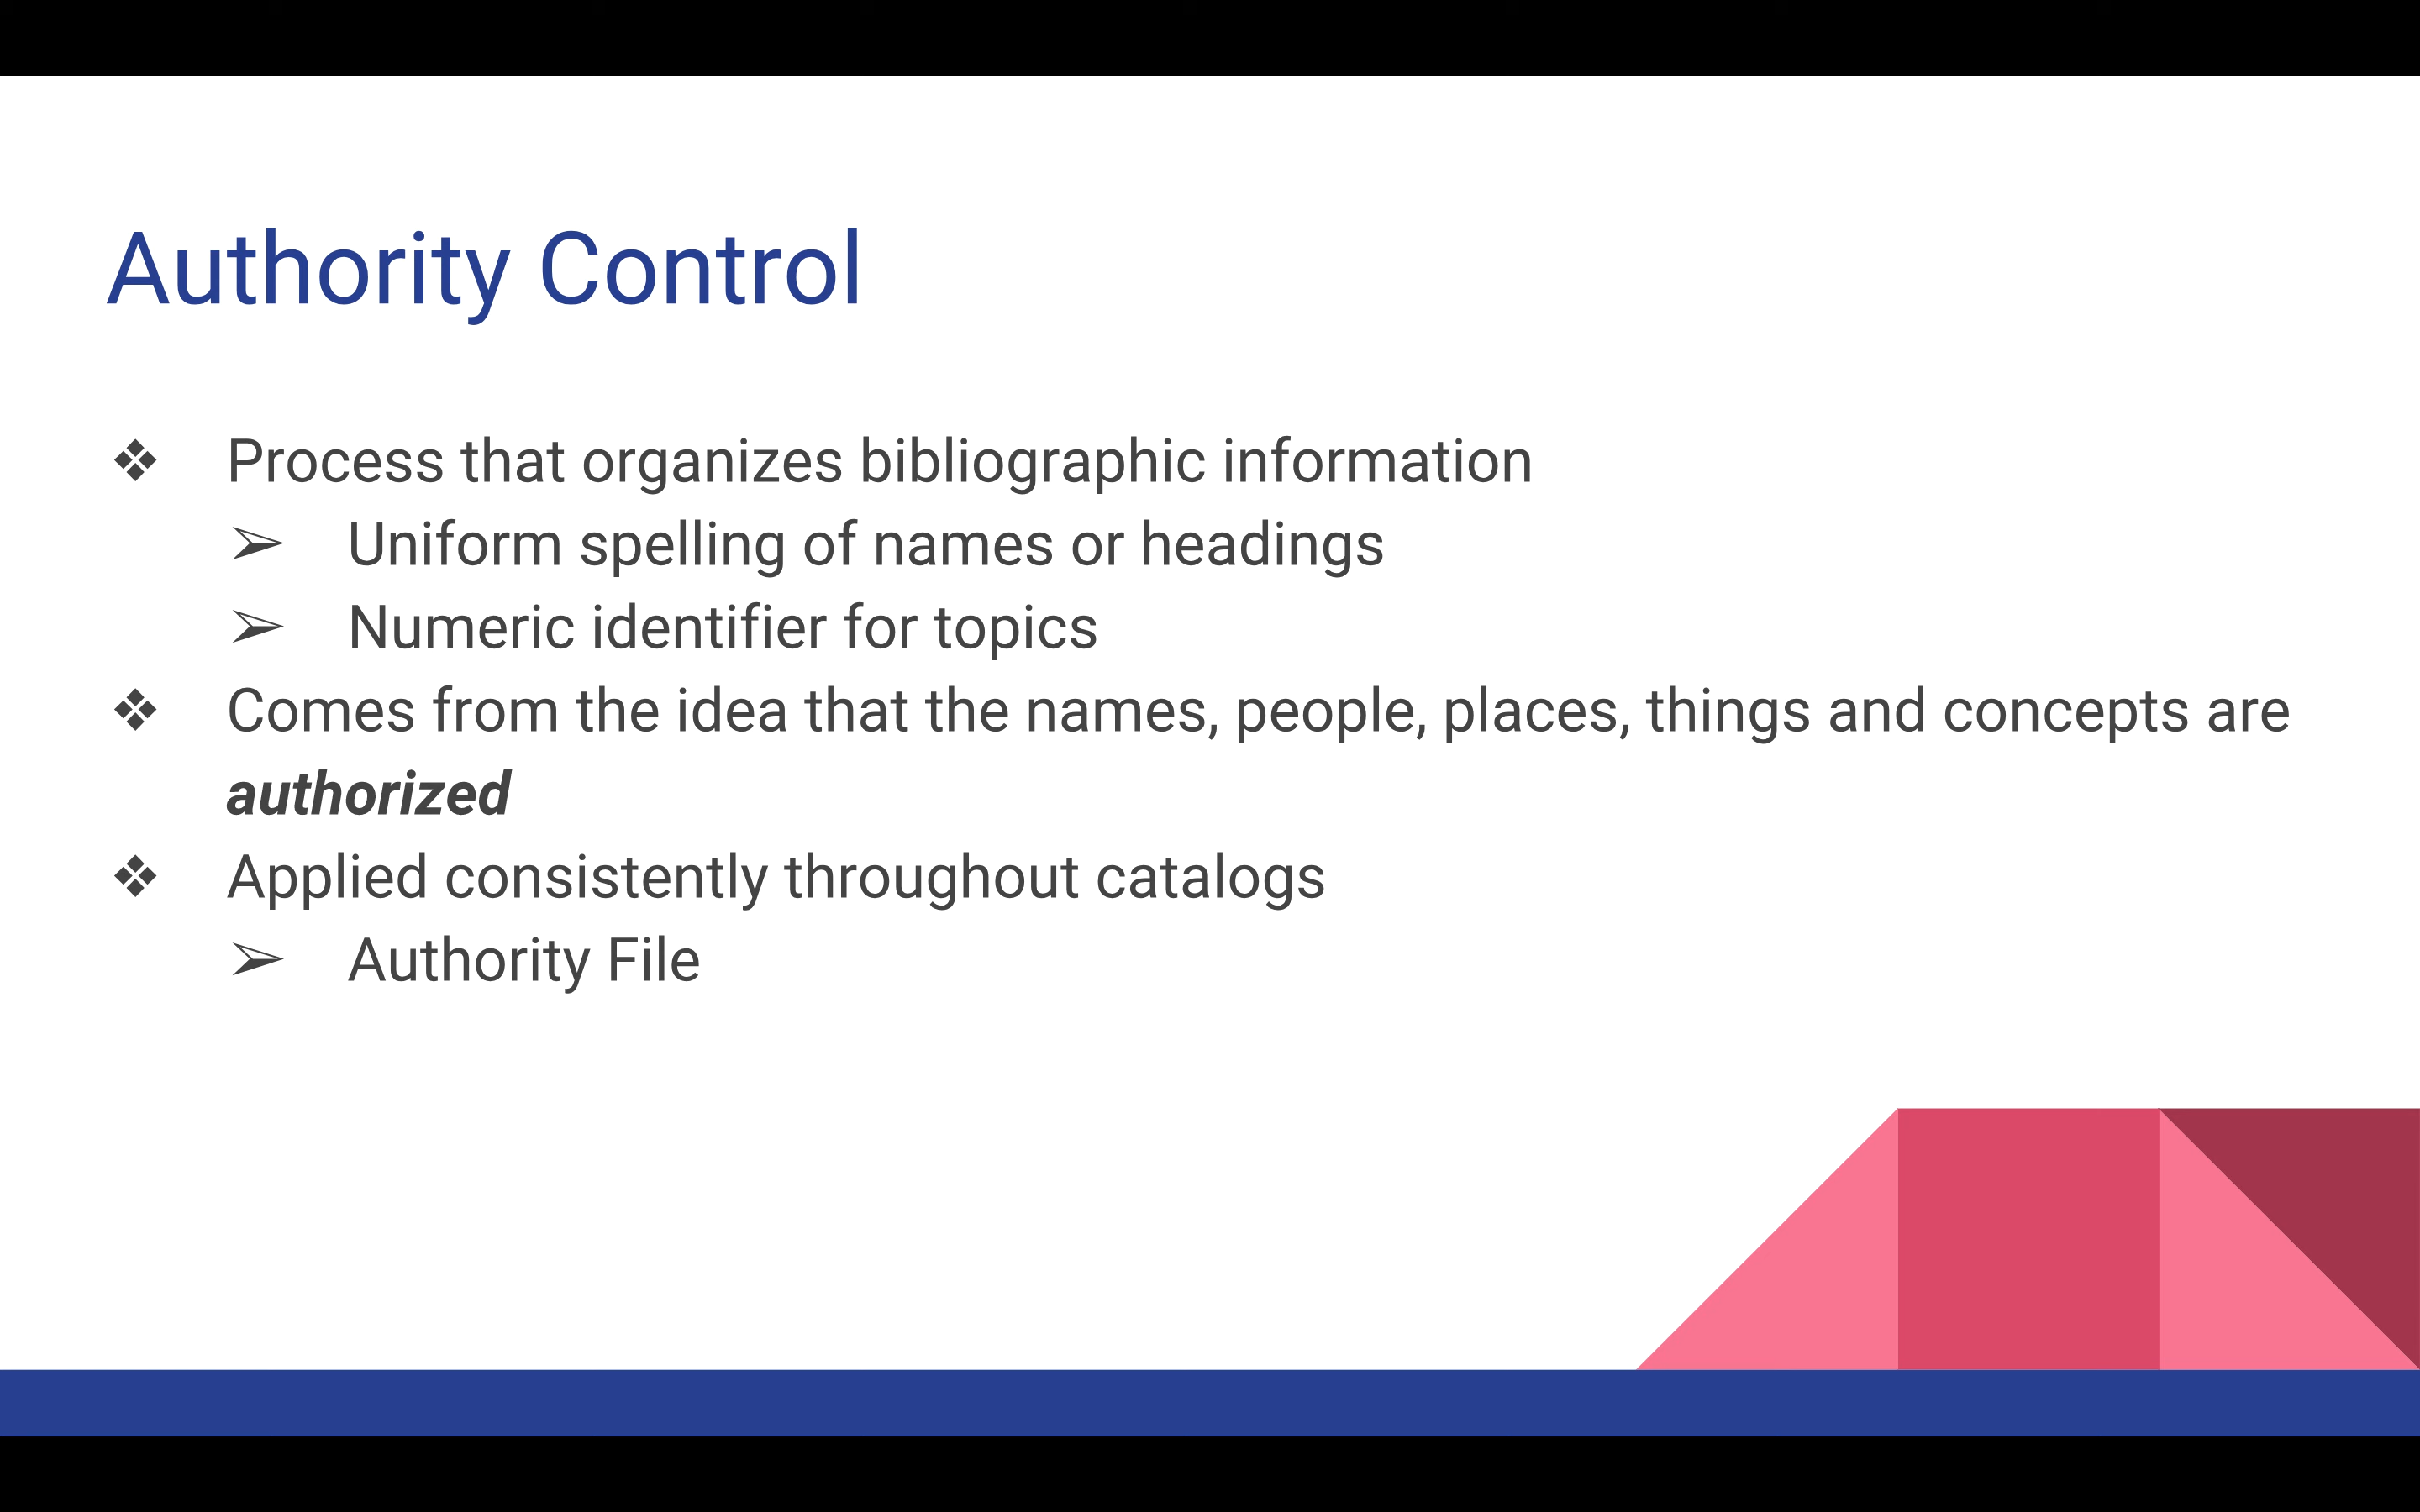 Authority Control
❖ Process that organizes bibliographic information
➢ Uniform spelling of names or headings
➢ Numeric identifier for topics
❖ Comes from the idea that the names, people, places, things and concepts are
authorized
❖ Applied consistently throughout catalogs
➢ Authority File